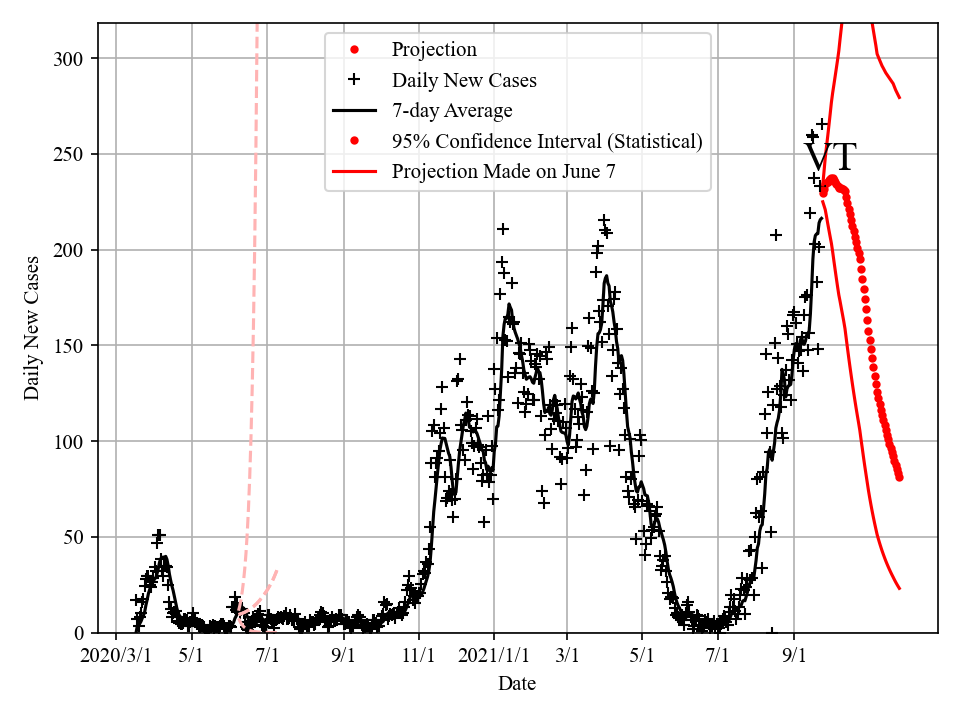 300
250
200
150
100
50
0
Daily New Cases
Projection
Daily New Cases
7-day Average
95% Confidence Interval (Statistical)
Projection Made on June 7
VT
2020/3/1 5/1 7/1 9/1 11/1 2021/1/1 3/1 5/1 7/1 9/1
Date